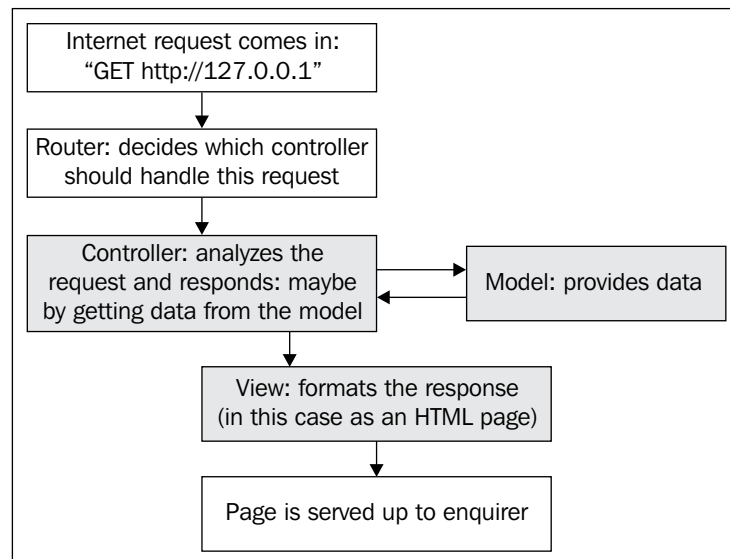 Internet request comes in:
“GET http://127.0.0.1”
Router: decides which controller
should handle this request
Controller: analyzes the
request and responds: maybe
by getting data from the model
Model: provides data
View: formats the response
(in this case as an HTML page)
Page is served up to enquirer